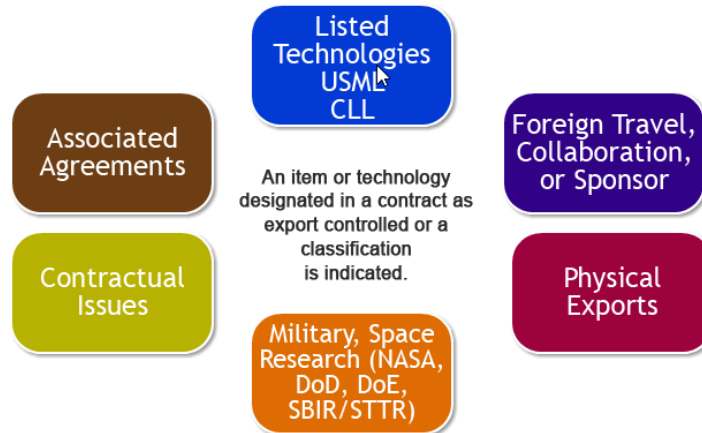 Listed
Technologies
USML
CLL
Associated
Agreements
Foreign Travel,
Collaboration,
or Sponsor
An item or technology
designated in a contract as
export controlled or a
classification
is indicated.
Contractual
Issues
Physical
Exports
Military, Space
Research (NASA,
DoD, DoE,
SBIR/STTR)